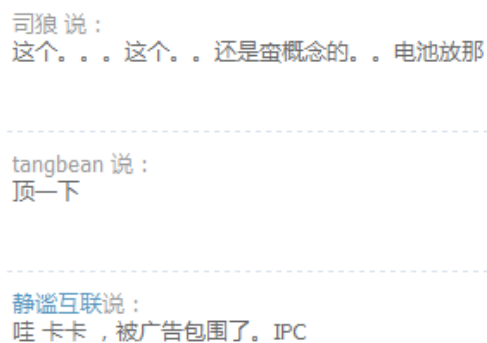 司狼 说：
这个。。。这个。。还是蛮概念的。。电池放那
tangbean 说：
顶一下
静谧互联说：
哇 卡卡 ，被广告包围了。IPC